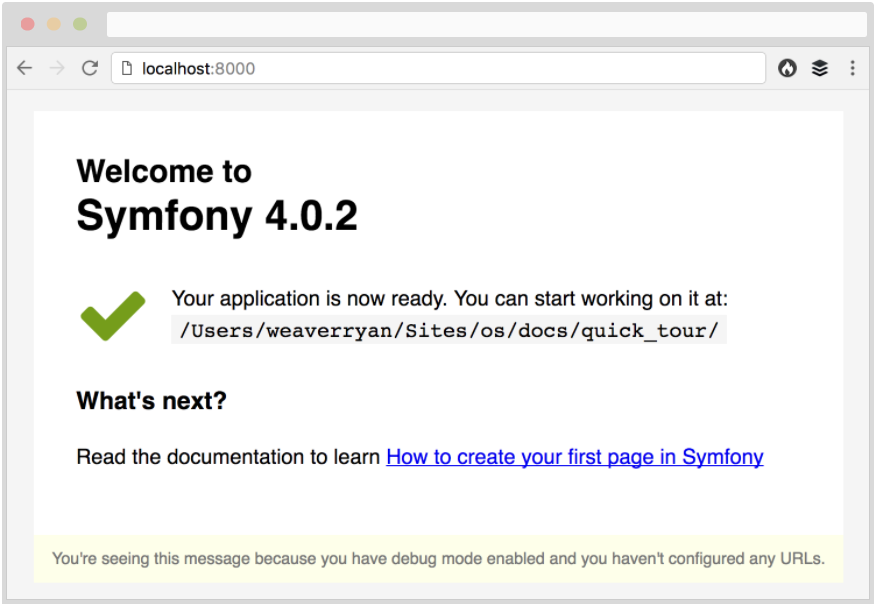 localhost:8000
Welcome to
Symfony 4.0.2
Your application is now ready. You can start working on it at:
/Users/weaverryan/Sites/os/docs/quick_tour/
What's next?
Read the documentation to learn How to create your first page in Symfony
You're seeing this message because you have debug mode enabled and you haven't configured any URLs.